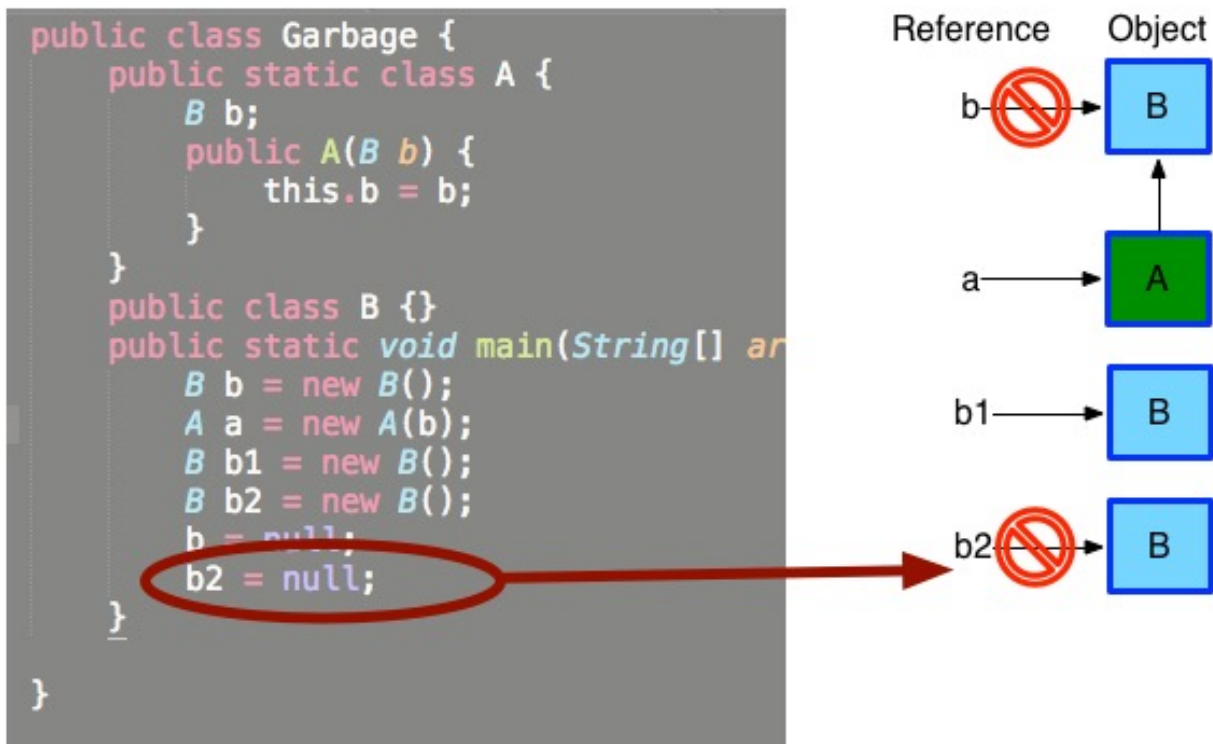 public class Garbage {
public static class A {
B b;
public A(B b) {
this.b = b;
}
}
public class B {}
public static void main(String[] ar
B b = new B();
A a = new A(b);
B b1 = new B();
B b2 = new B();
b = null;
b2 = null;
}
}
Reference Object
b B
a A
b1 B
b2 B